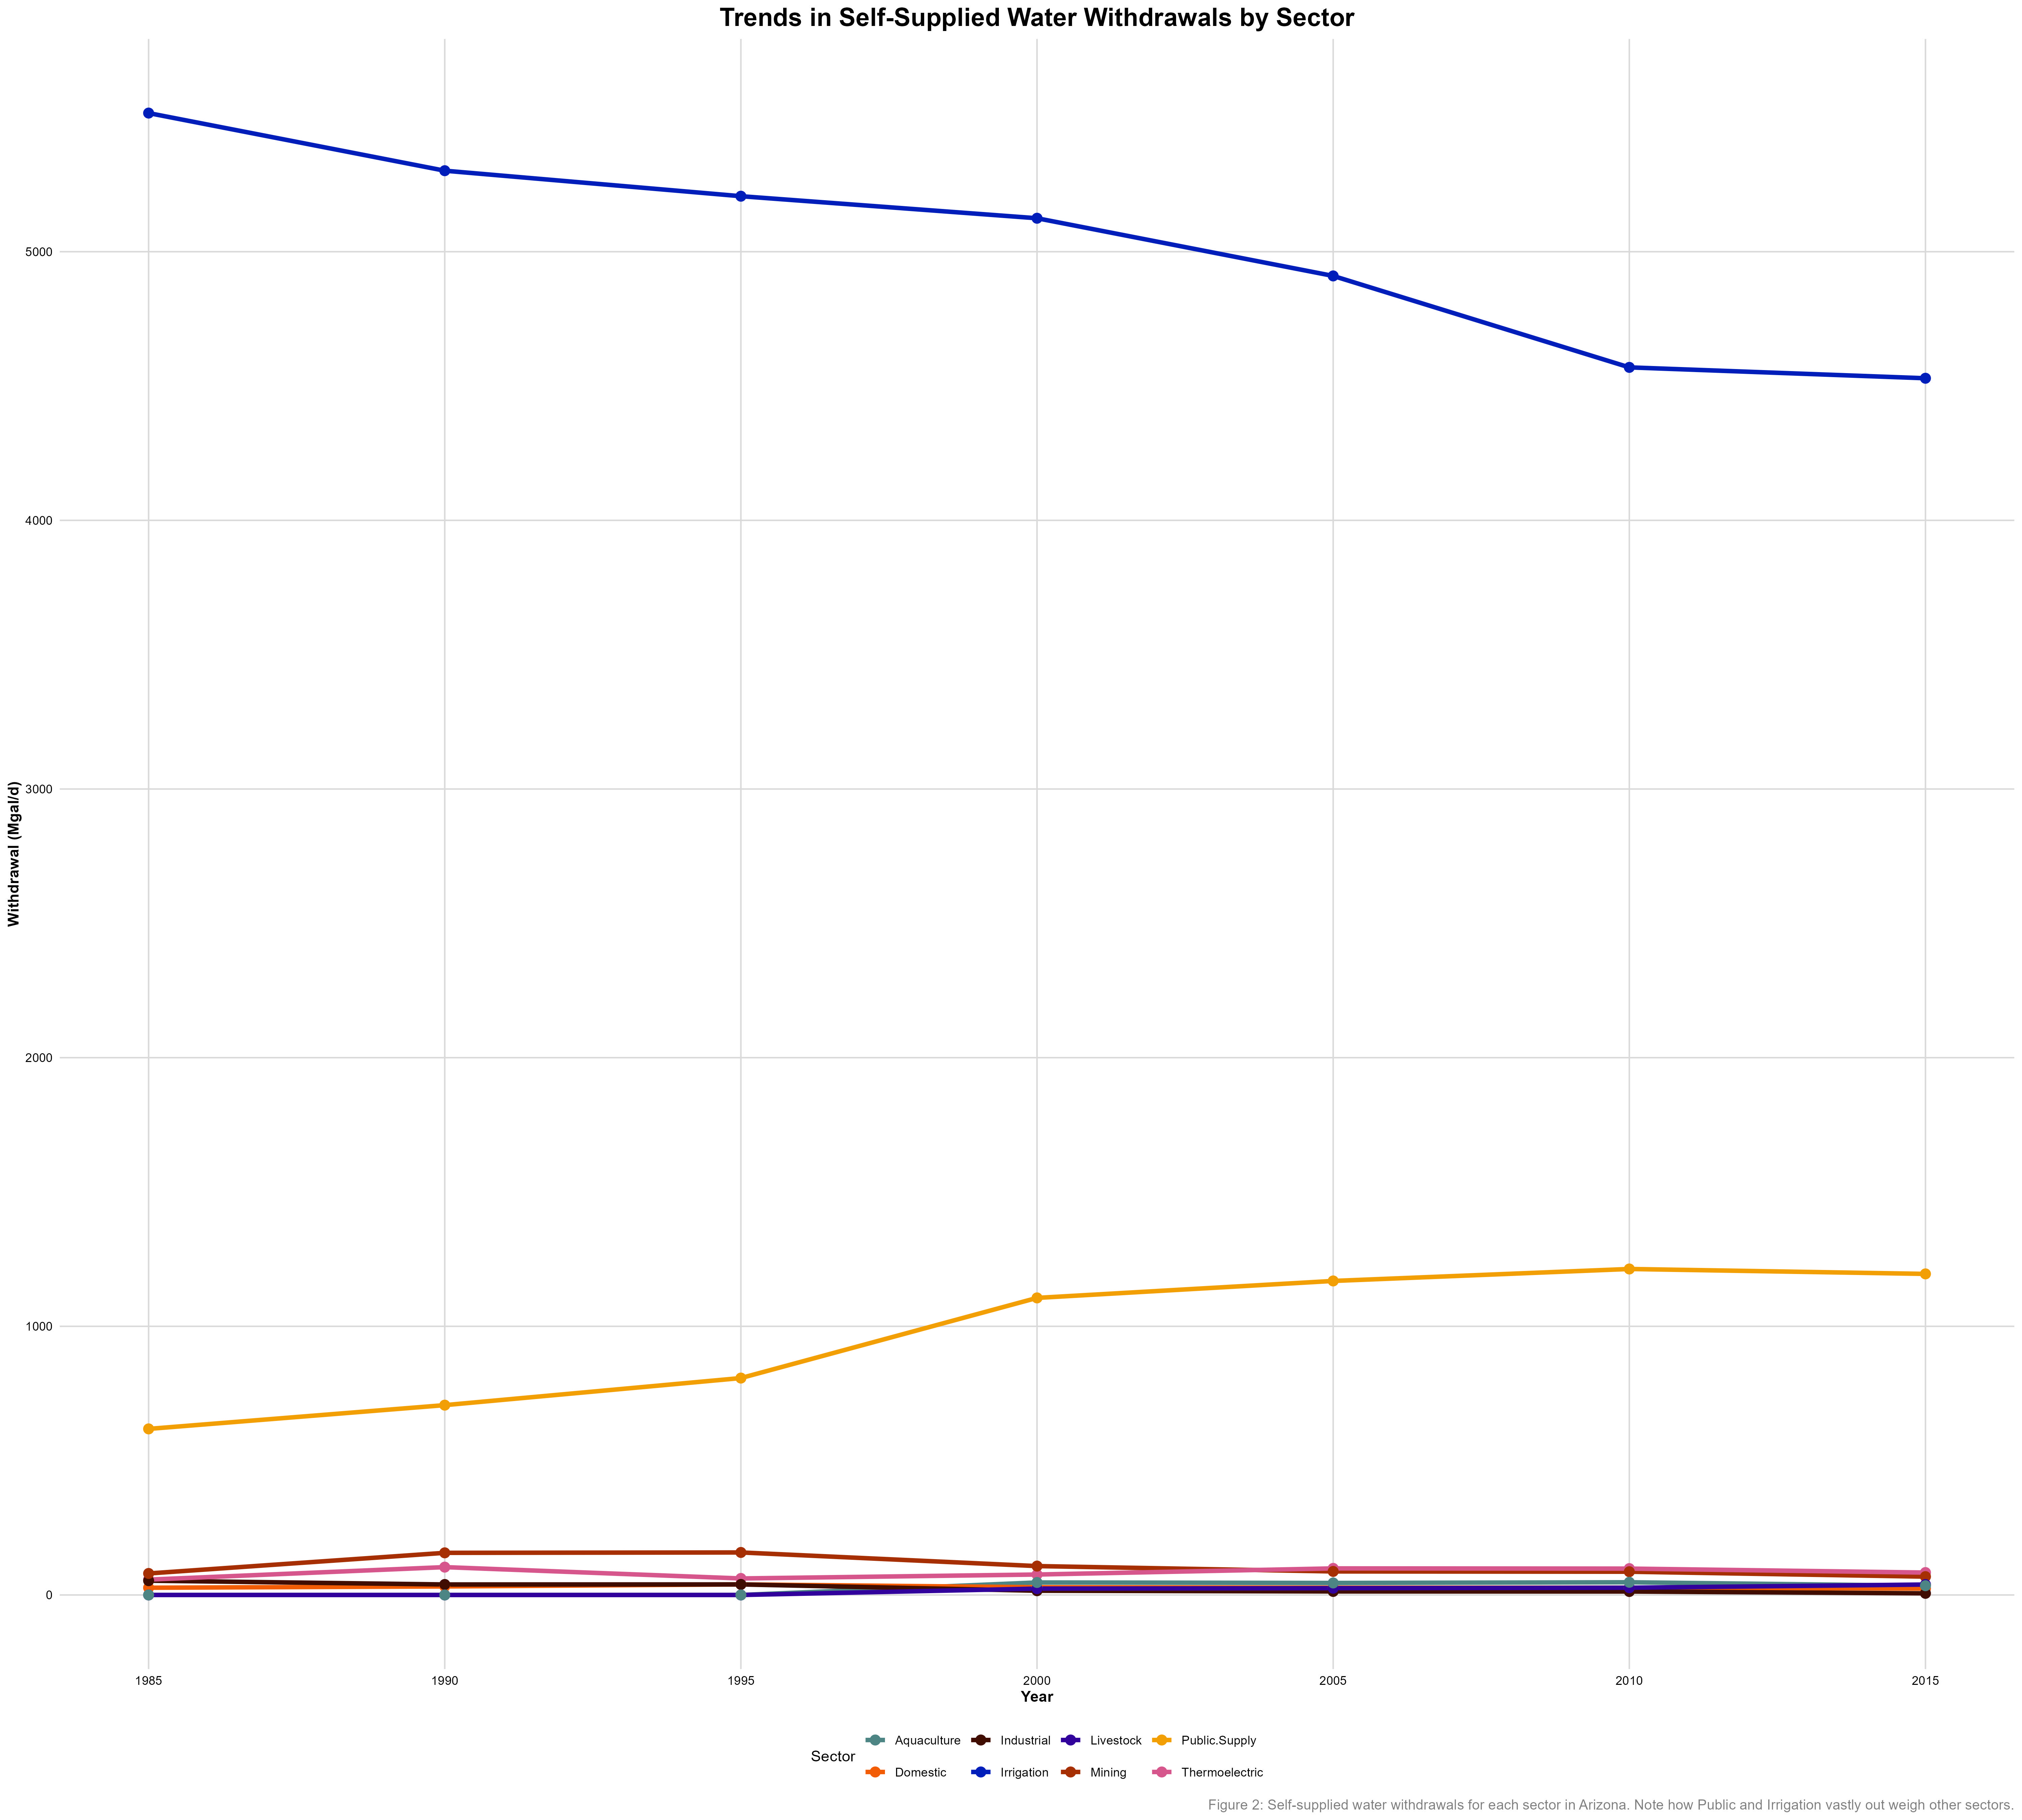 Trends in Self-Supplied Water Withdrawals by Sector
Withdrawal (Mgal/d)
5000
4000
3000
2000
1000
0
1985 1990 1995 2000 2005 2010 2015
Year
Sector
Aquaculture Industrial Livestock Public.Supply
Domestic Irrigation Mining Thermoelectric
Figure 2: Self-supplied water withdrawals for each sector in Arizona. Note how Public and Irrigation vastly out weigh other sectors.